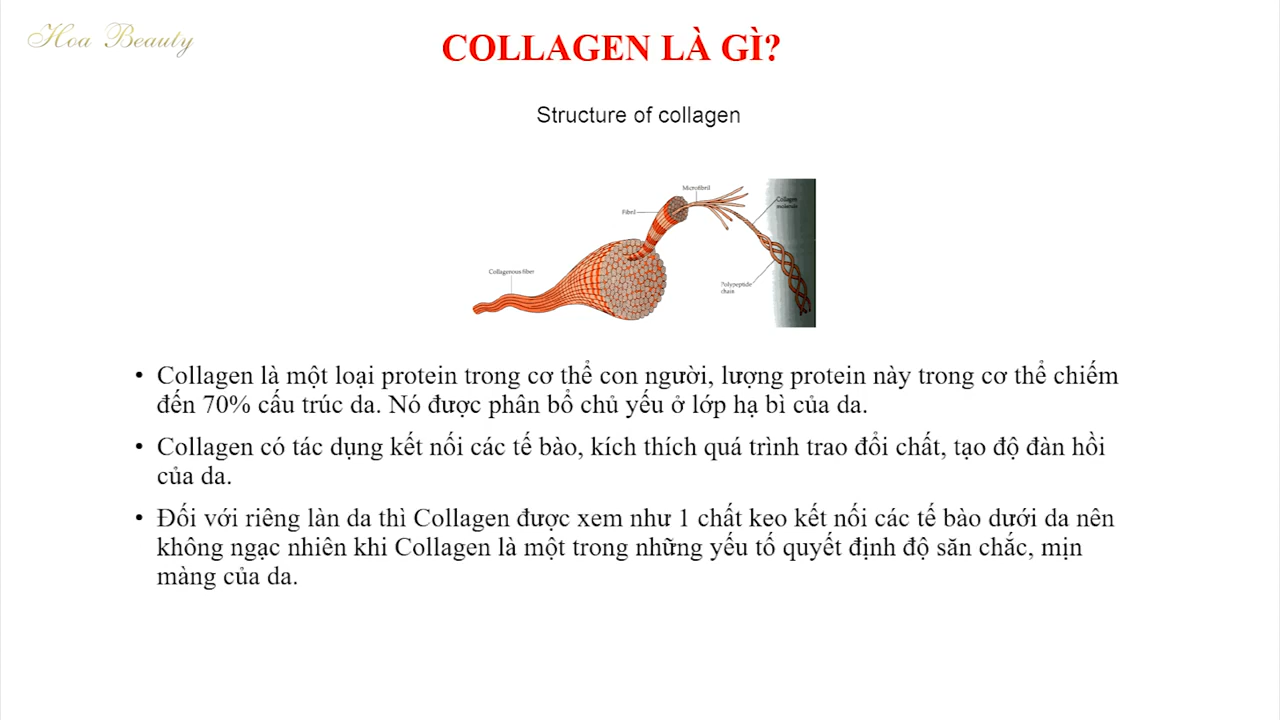 Hoa Beauty
COLLAGEN LÀ GÌ?
Structure of collagen
Microfibril
Collagen
molecule
Fibril
Collagenous fiber
Polypeptide
chain
• Collagen là một loại protein trong cơ thể con người, lượng protein này trong cơ thể chiếm
đến 70% cấu trúc da. Nó được phân bổ chủ yếu ở lớp hạ bì của da.
• Collagen có tác dụng kết nối các tế bào, kích thích quá trình trao đổi chất, tạo độ đàn hồi
của da.
• Đối với riêng làn da thì Collagen được xem như 1 chất keo kết nối các tế bào dưới da nên
không ngạc nhiên khi Collagen là một trong những yếu tố quyết định độ săn chắc, mịn
màng của da.